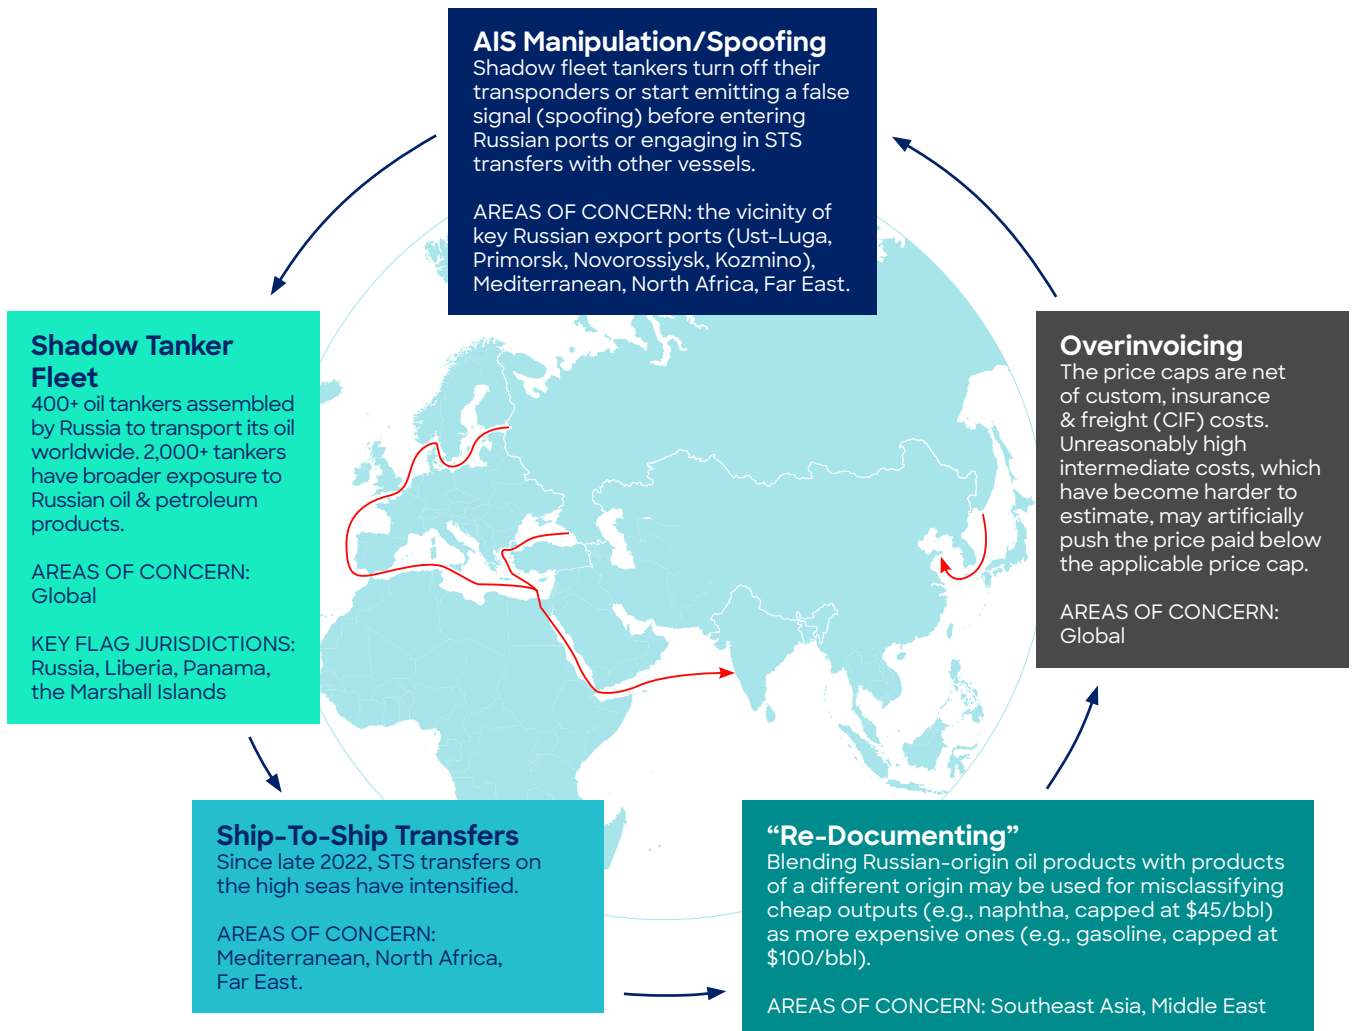 AIS Manipulation/Spoofing
Shadow fleet tankers turn off their
transponders or start emitting a false
signal (spoofing) before entering
Russian ports or engaging in STS
transfers with other vessels.
AREAS OF CONCERN: the vicinity of
key Russian export ports (Ust-Luga,
Primorsk, Novorossiysk, Kozmino),
Mediterranean, North Africa, Far East.
Shadow Tanker
Fleet
400+ oil tankers assembled
by Russia to transport its oil
worldwide. 2,000+ tankers
have broader exposure to
Russian oil & petroleum
products.
AREAS OF CONCERN:
Global
KEY FLAG JURISDICTIONS:
Russia, Liberia, Panama,
the Marshall Islands
Overinvoicing
The price caps are net
of custom, insurance
& freight (CIF) costs.
Unreasonably high
intermediate costs, which
have become harder to
estimate, may artificially
push the price paid below
the applicable price cap.
AREAS OF CONCERN:
Global
Ship-To-Ship Transfers
Since late 2022, STS transfers on
the high seas have intensified.
AREAS OF CONCERN:
Mediterranean, North Africa,
Far East.
“Re-Documenting”
Blending Russian-origin oil products with products
of a different origin may be used for misclassifying
cheap outputs (e.g., naphtha, capped at $45/bbl)
as more expensive ones (e.g., gasoline, capped at
$100/bbl).
AREAS OF CONCERN: Southeast Asia, Middle East